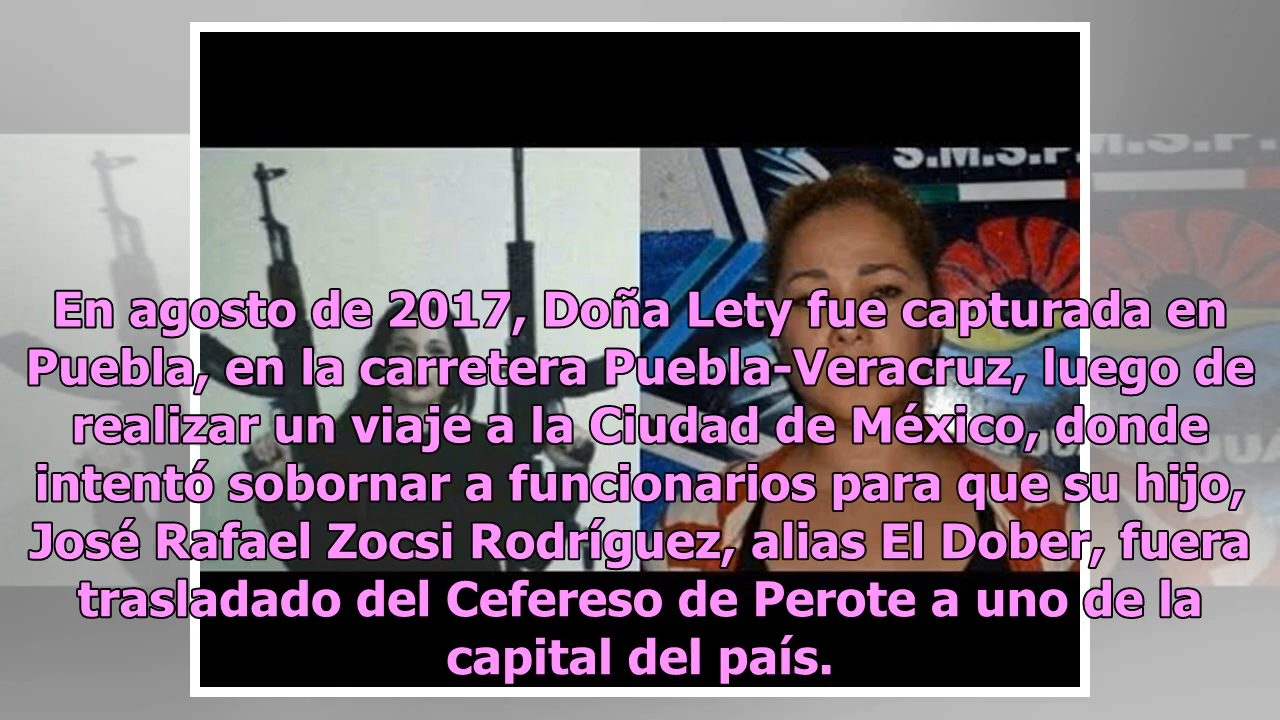 S.M.S.P.
M.S.P.
En agosto de 2017, Doña Lety fue capturada en
Puebla, en la carretera Puebla-Veracruz, luego de
realizar un viaje a la Ciudad de México, donde
intentó sobornar a funcionarios para que su hijo,
José Rafael Zocsi Rodríguez, alias El Dober, fuera
trasladado del Cefereso de Perote a uno de la
capital del país.